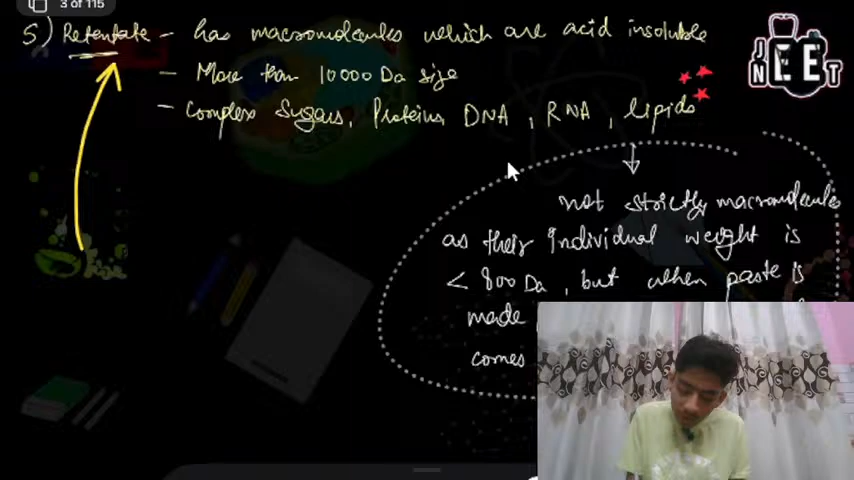 3 of 115
5) Retentate - has macromolecules which are acid insoluble
- More than 10000 Da size
- Complex Sugars, Proteins, DNA, RNA, lipids
JNEET
not strictly macromolecules
as their individual weight is
< 800 Da, but when paste is
made
comes